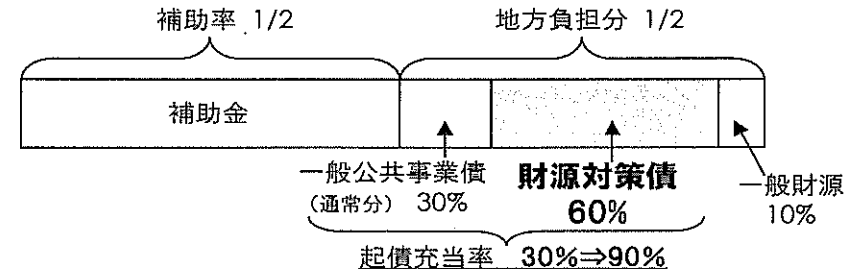 補助率 1/2
地方負担分 1/2
補助金
一般公共事業債
(通常分) 30%
財源対策債
60%
一般財源
10%
起債充当率 30%⇒90%